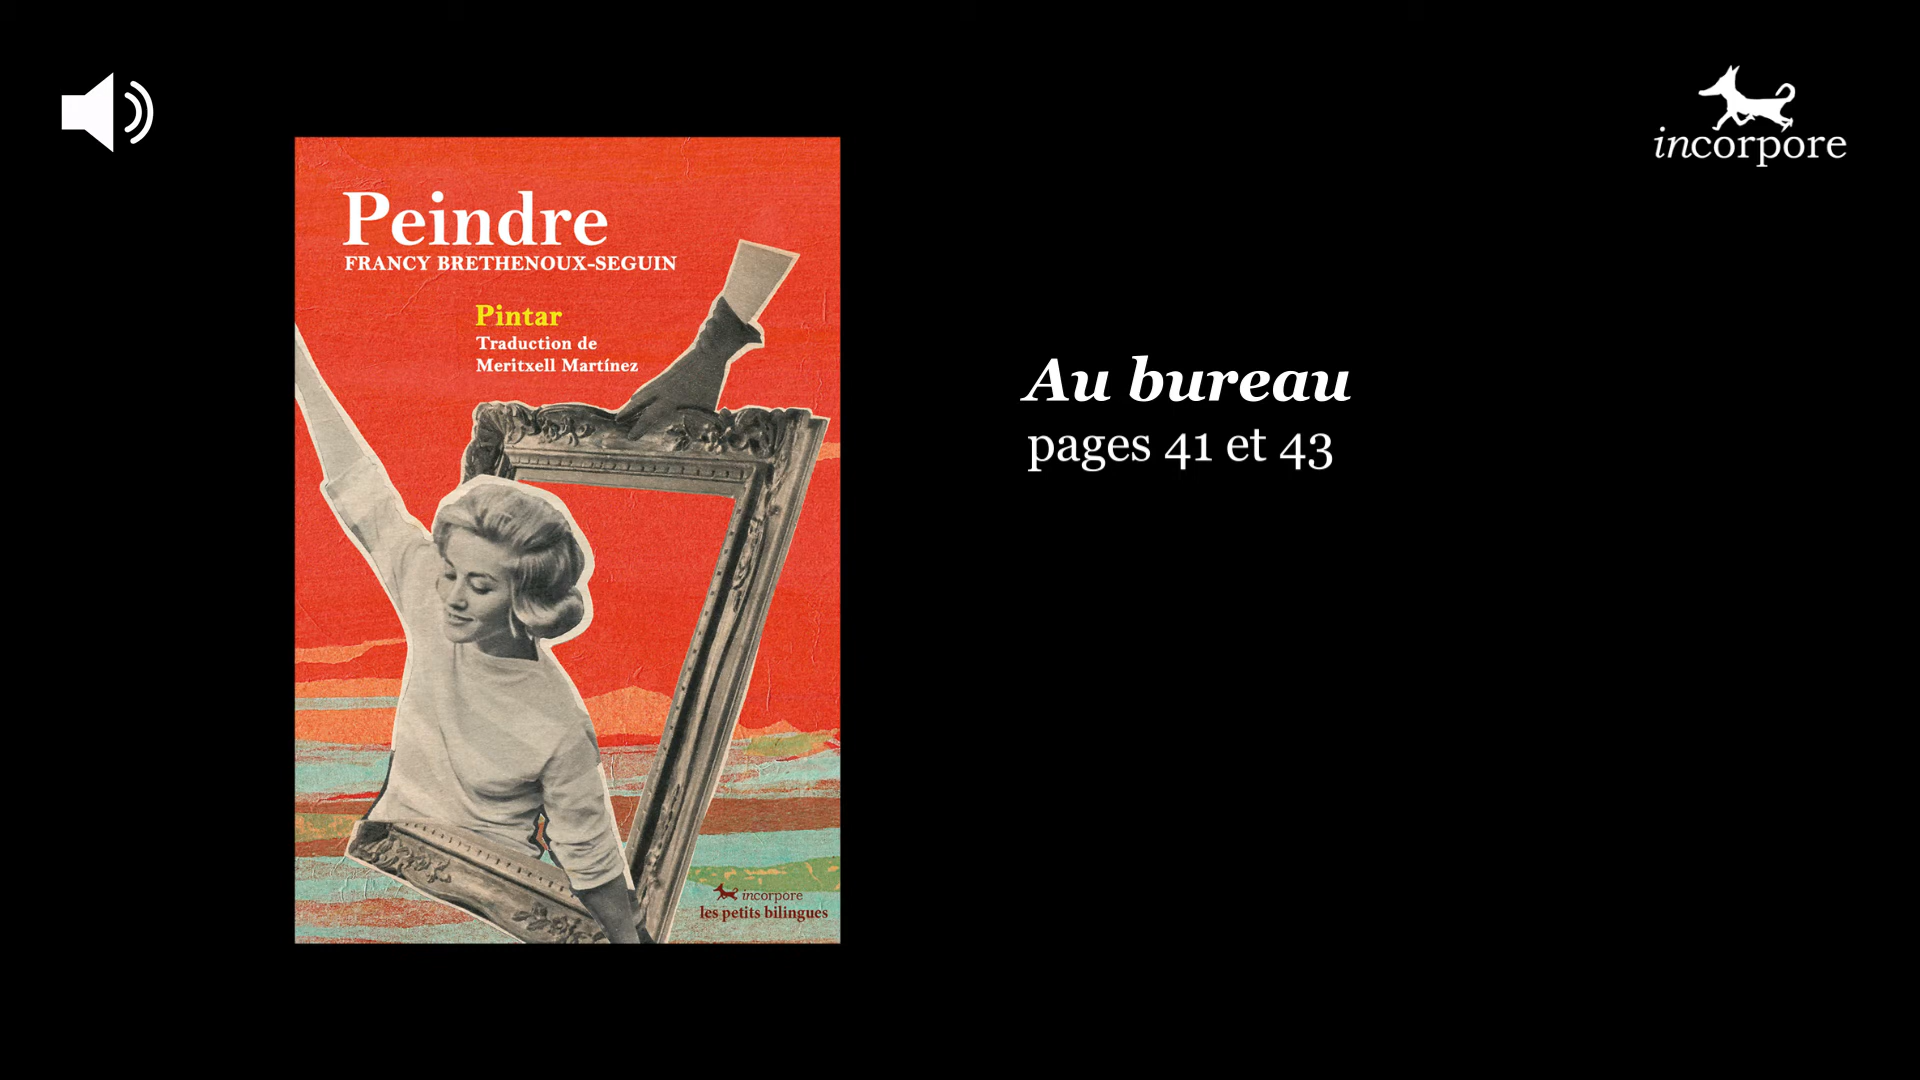 incorpore
Peindre
FRANCY BRETHENOUX-SEGUIN
Pintar
Traduction de
Meritxell Martínez
Au bureau
pages 41 et 43
incorpore
les petits bilingues